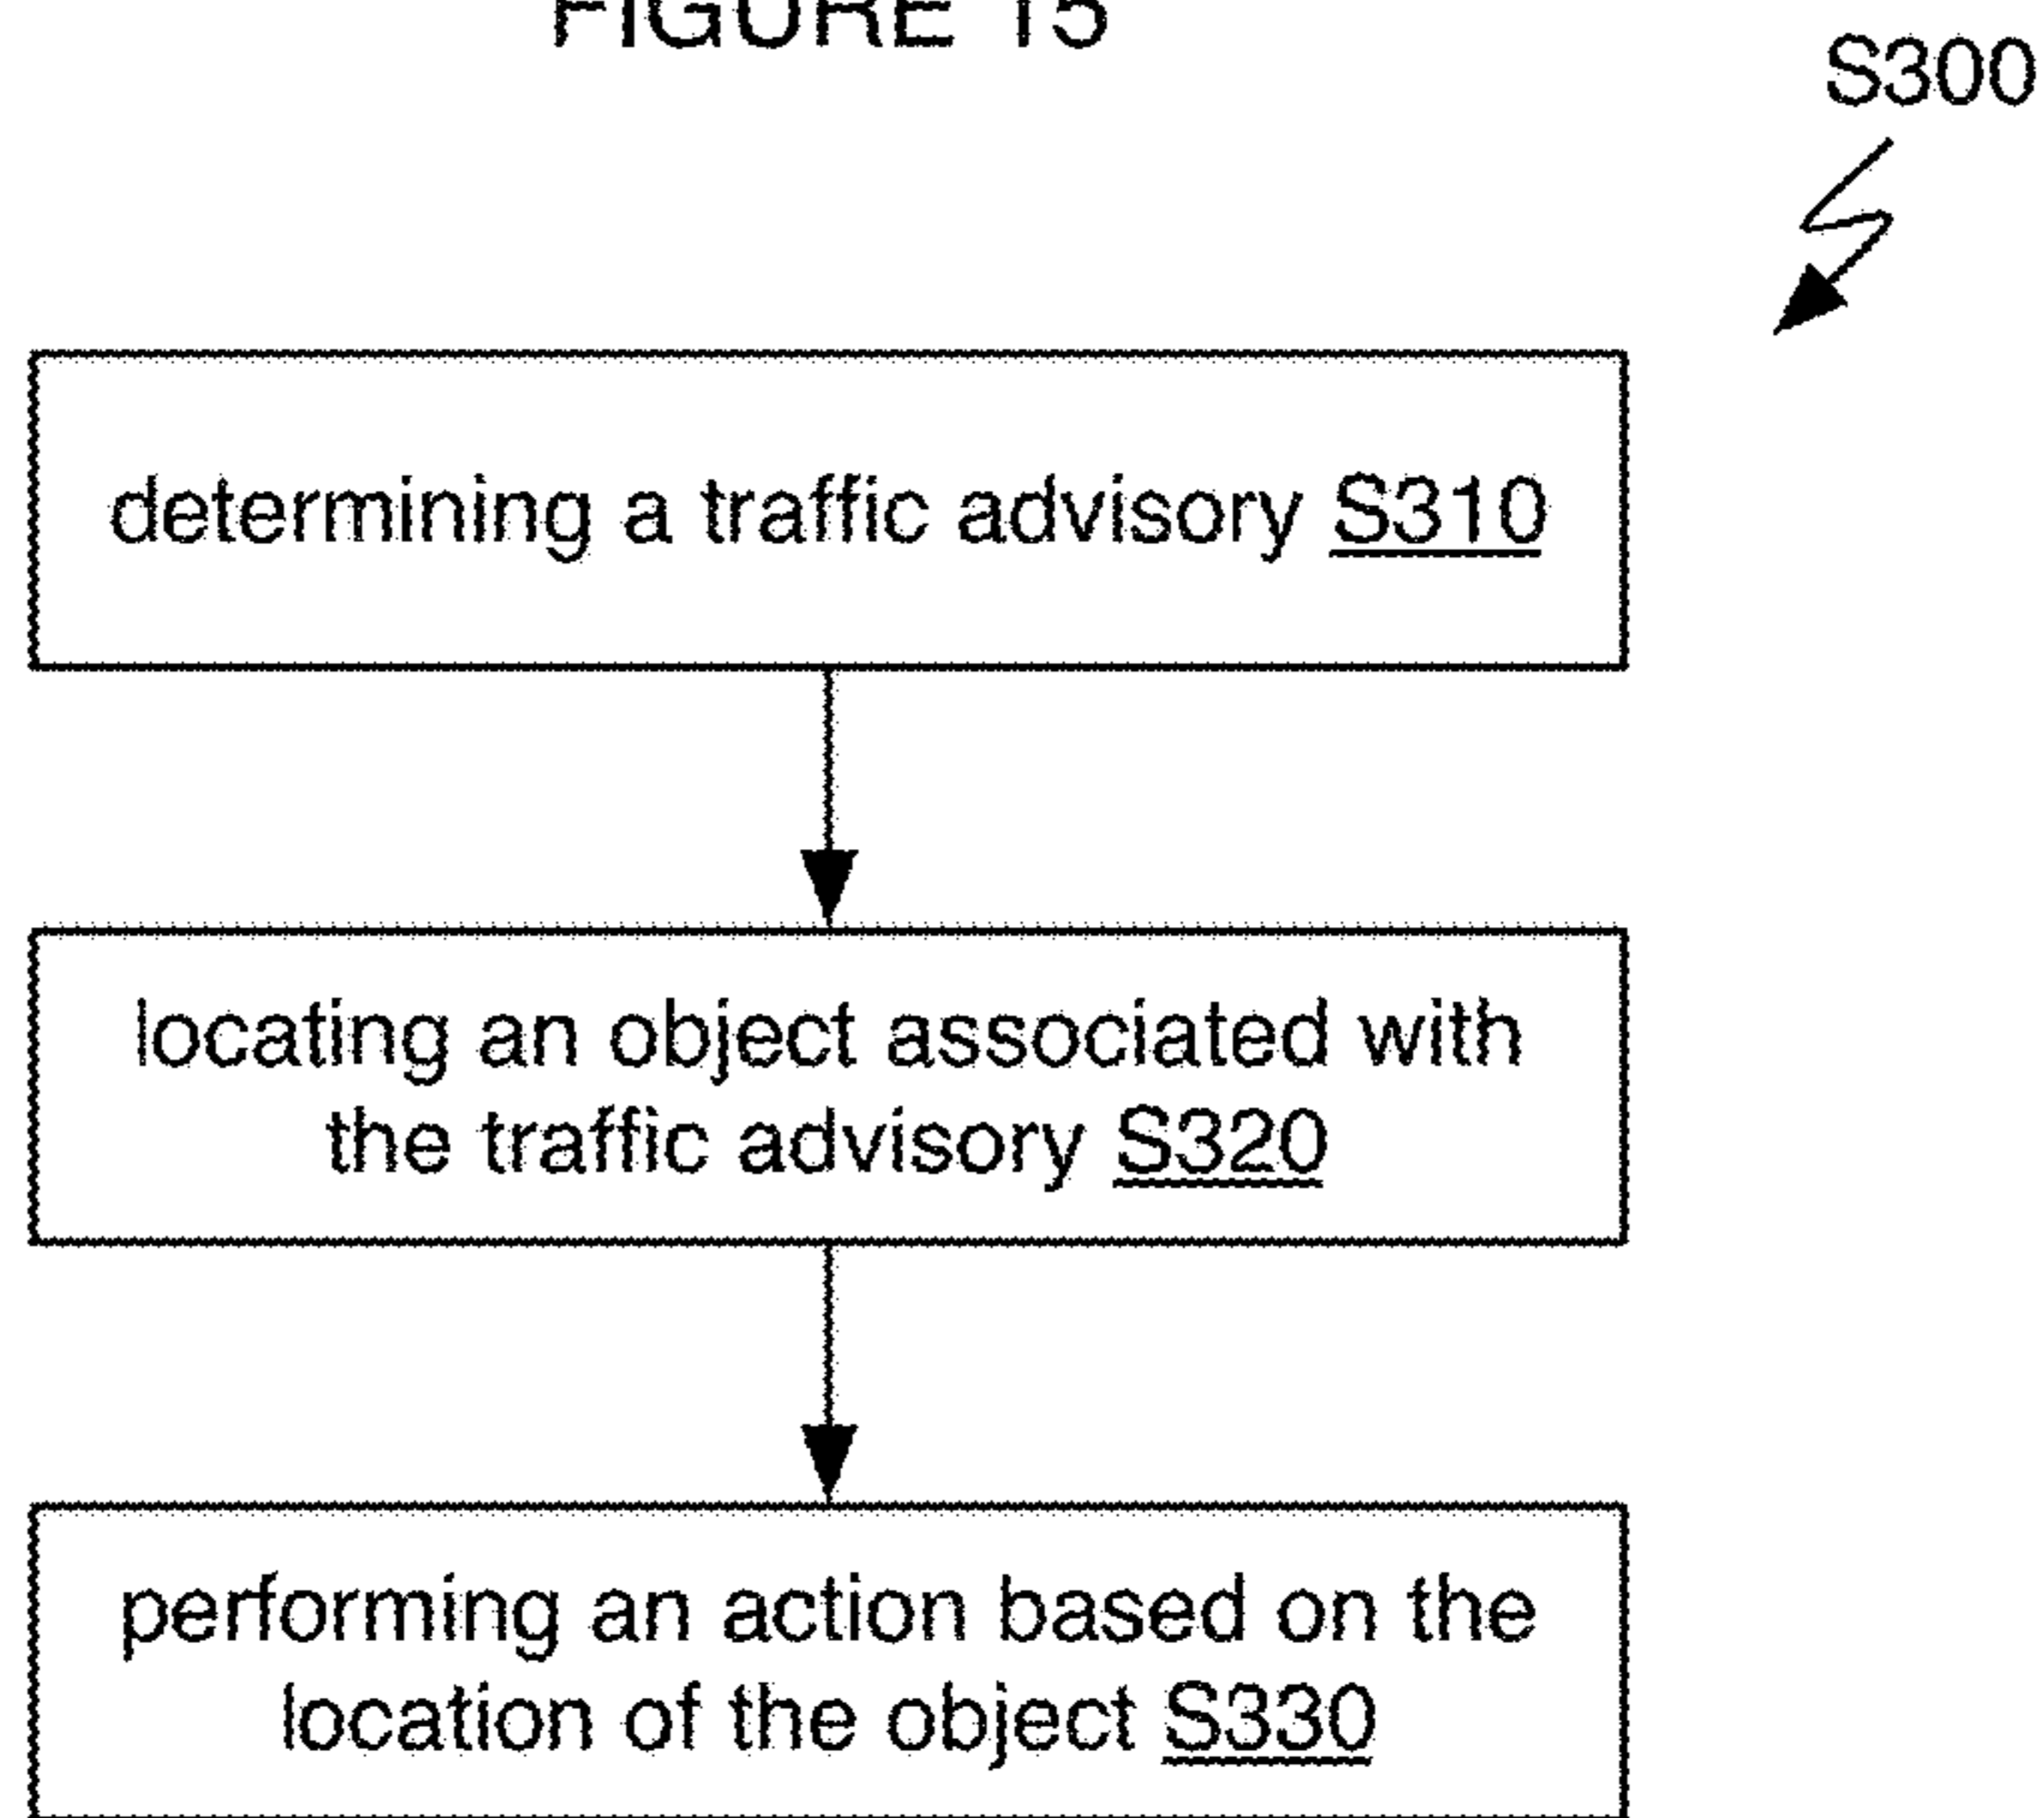 FIGURE 15
S300
determining a traffic advisory S310
locating an object associated with
the traffic advisory S320
performing an action based on the
location of the object S330